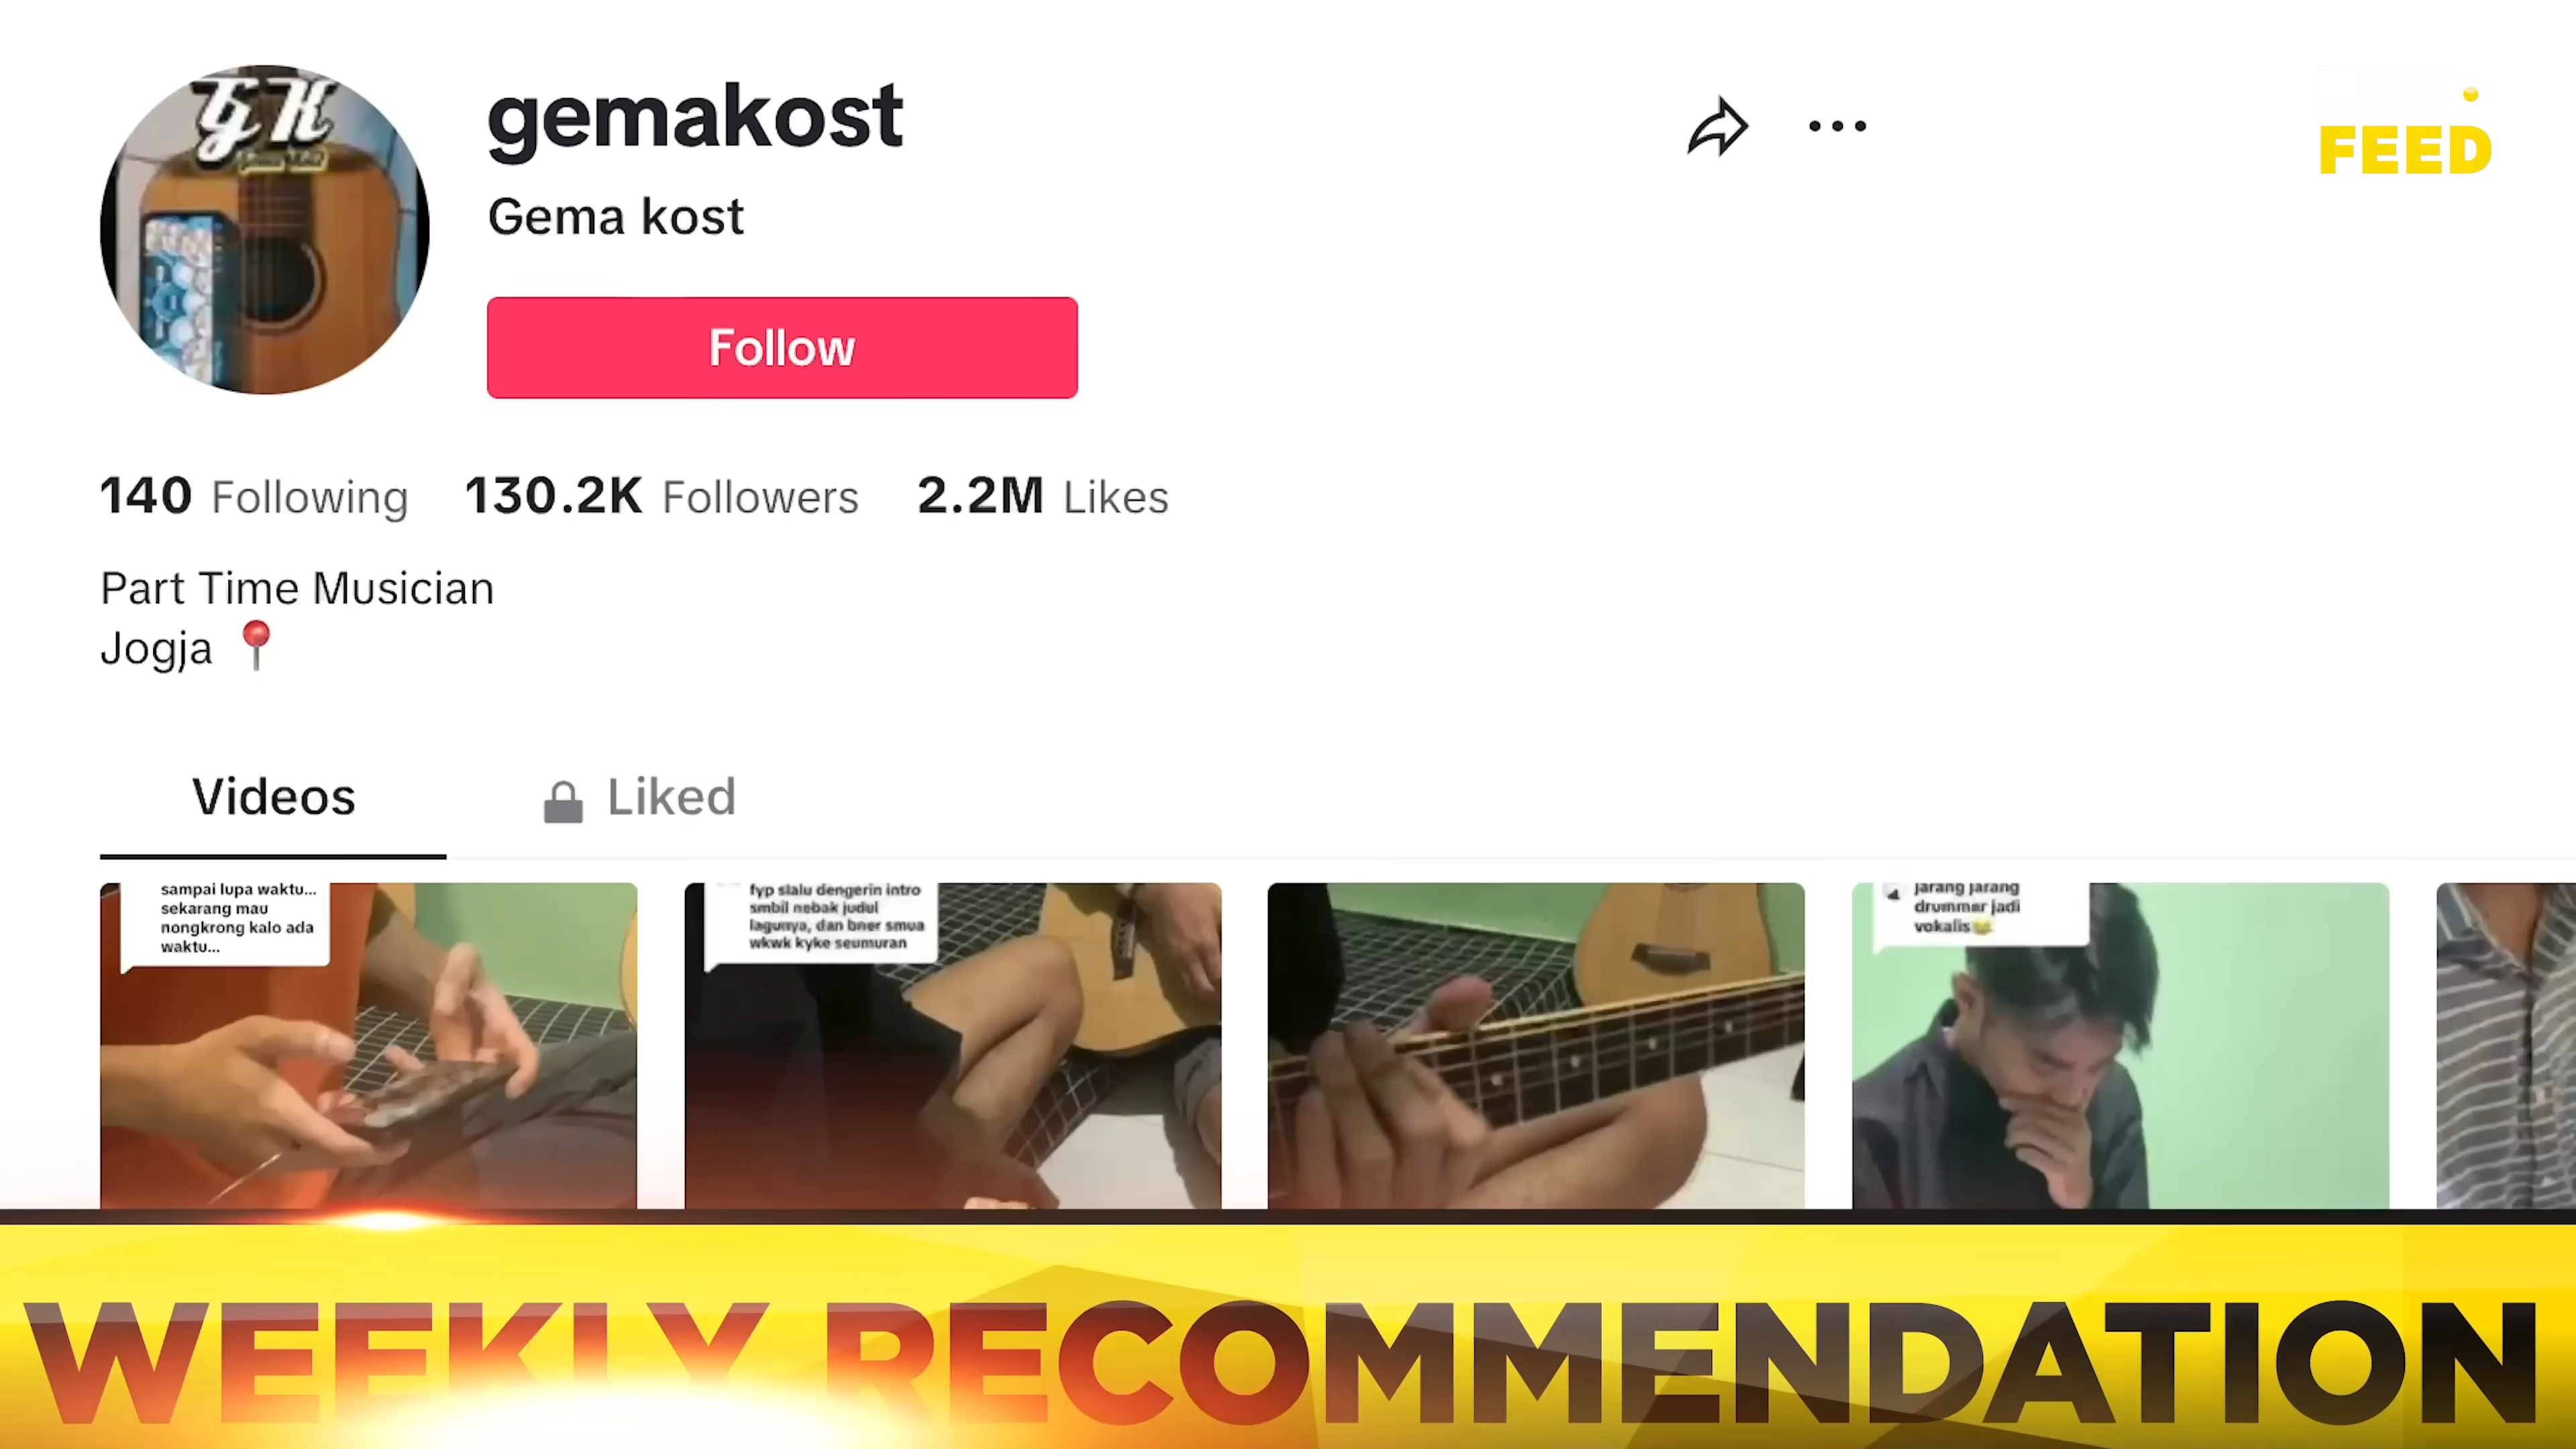 GK
gemakost
FEED
Gema kost
Follow
140 Following 130.2K Followers 2.2M Likes
Part Time Musician
Jogja
Videos
Liked
sampai lupa waktu...
sekarang mau
nongkrong kalo ada
waktu...
fyp slalu dengerin intro
smbil nebak judul
lagunya, dan bner smua
wkwk kyke seumuran
jarang jarang
drummer jadi
vokalis
WEEKLY RECOMMENDATION